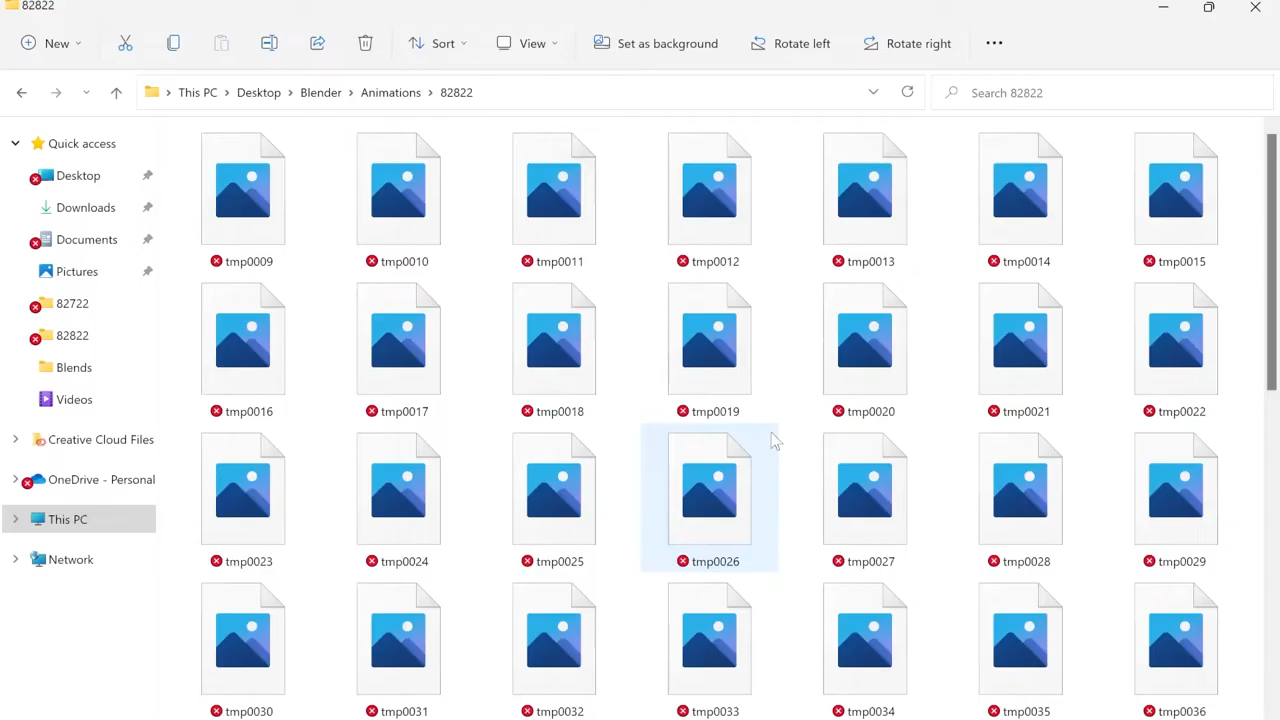 82822
New
Sort
View
Set as background
Rotate left
Rotate right
This PC > Desktop > Blender > Animations > 82822
Search 82822
Quick access
Desktop
Downloads
Documents
Pictures
82722
82822
Blends
Videos
Creative Cloud Files
OneDrive - Personal
This PC
Network
tmp0009 tmp0010 tmp0011 tmp0012 tmp0013 tmp0014 tmp0015
tmp0016 tmp0017 tmp0018 tmp0019 tmp0020 tmp0021 tmp0022
tmp0023 tmp0024 tmp0025 tmp0026 tmp0027 tmp0028 tmp0029
tmp0030 tmp0031 tmp0032 tmp0033 tmp0034 tmp0035 tmp0036